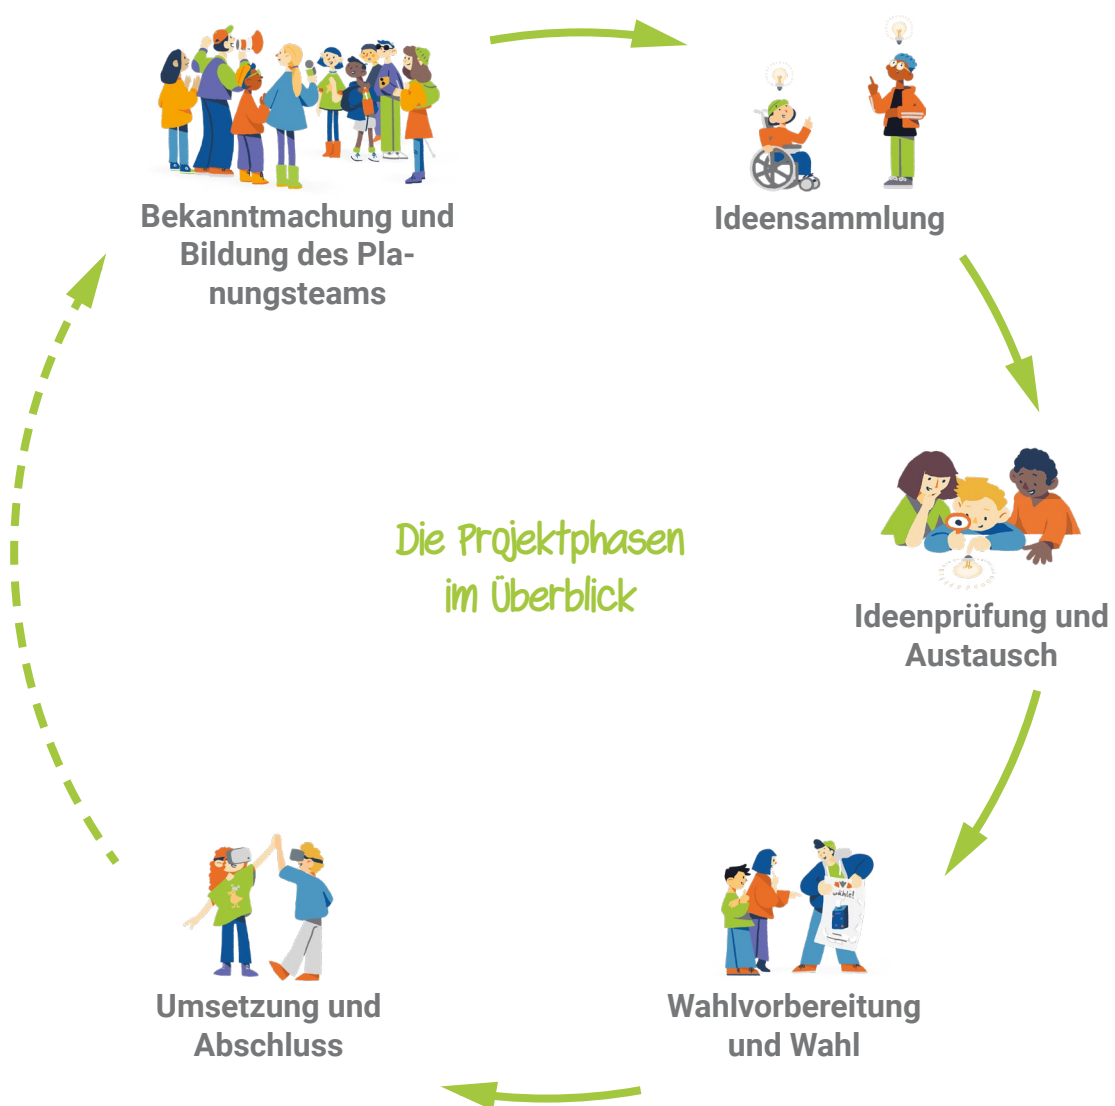 Bekanntmachung und
Bildung des Pla-
nungsteams
Ideensammlung
Die Projektphasen
im Überblick
Ideenprüfung und
Austausch
wähle!
Wahlvorbereitung
und Wahl
Umsetzung und
Abschluss